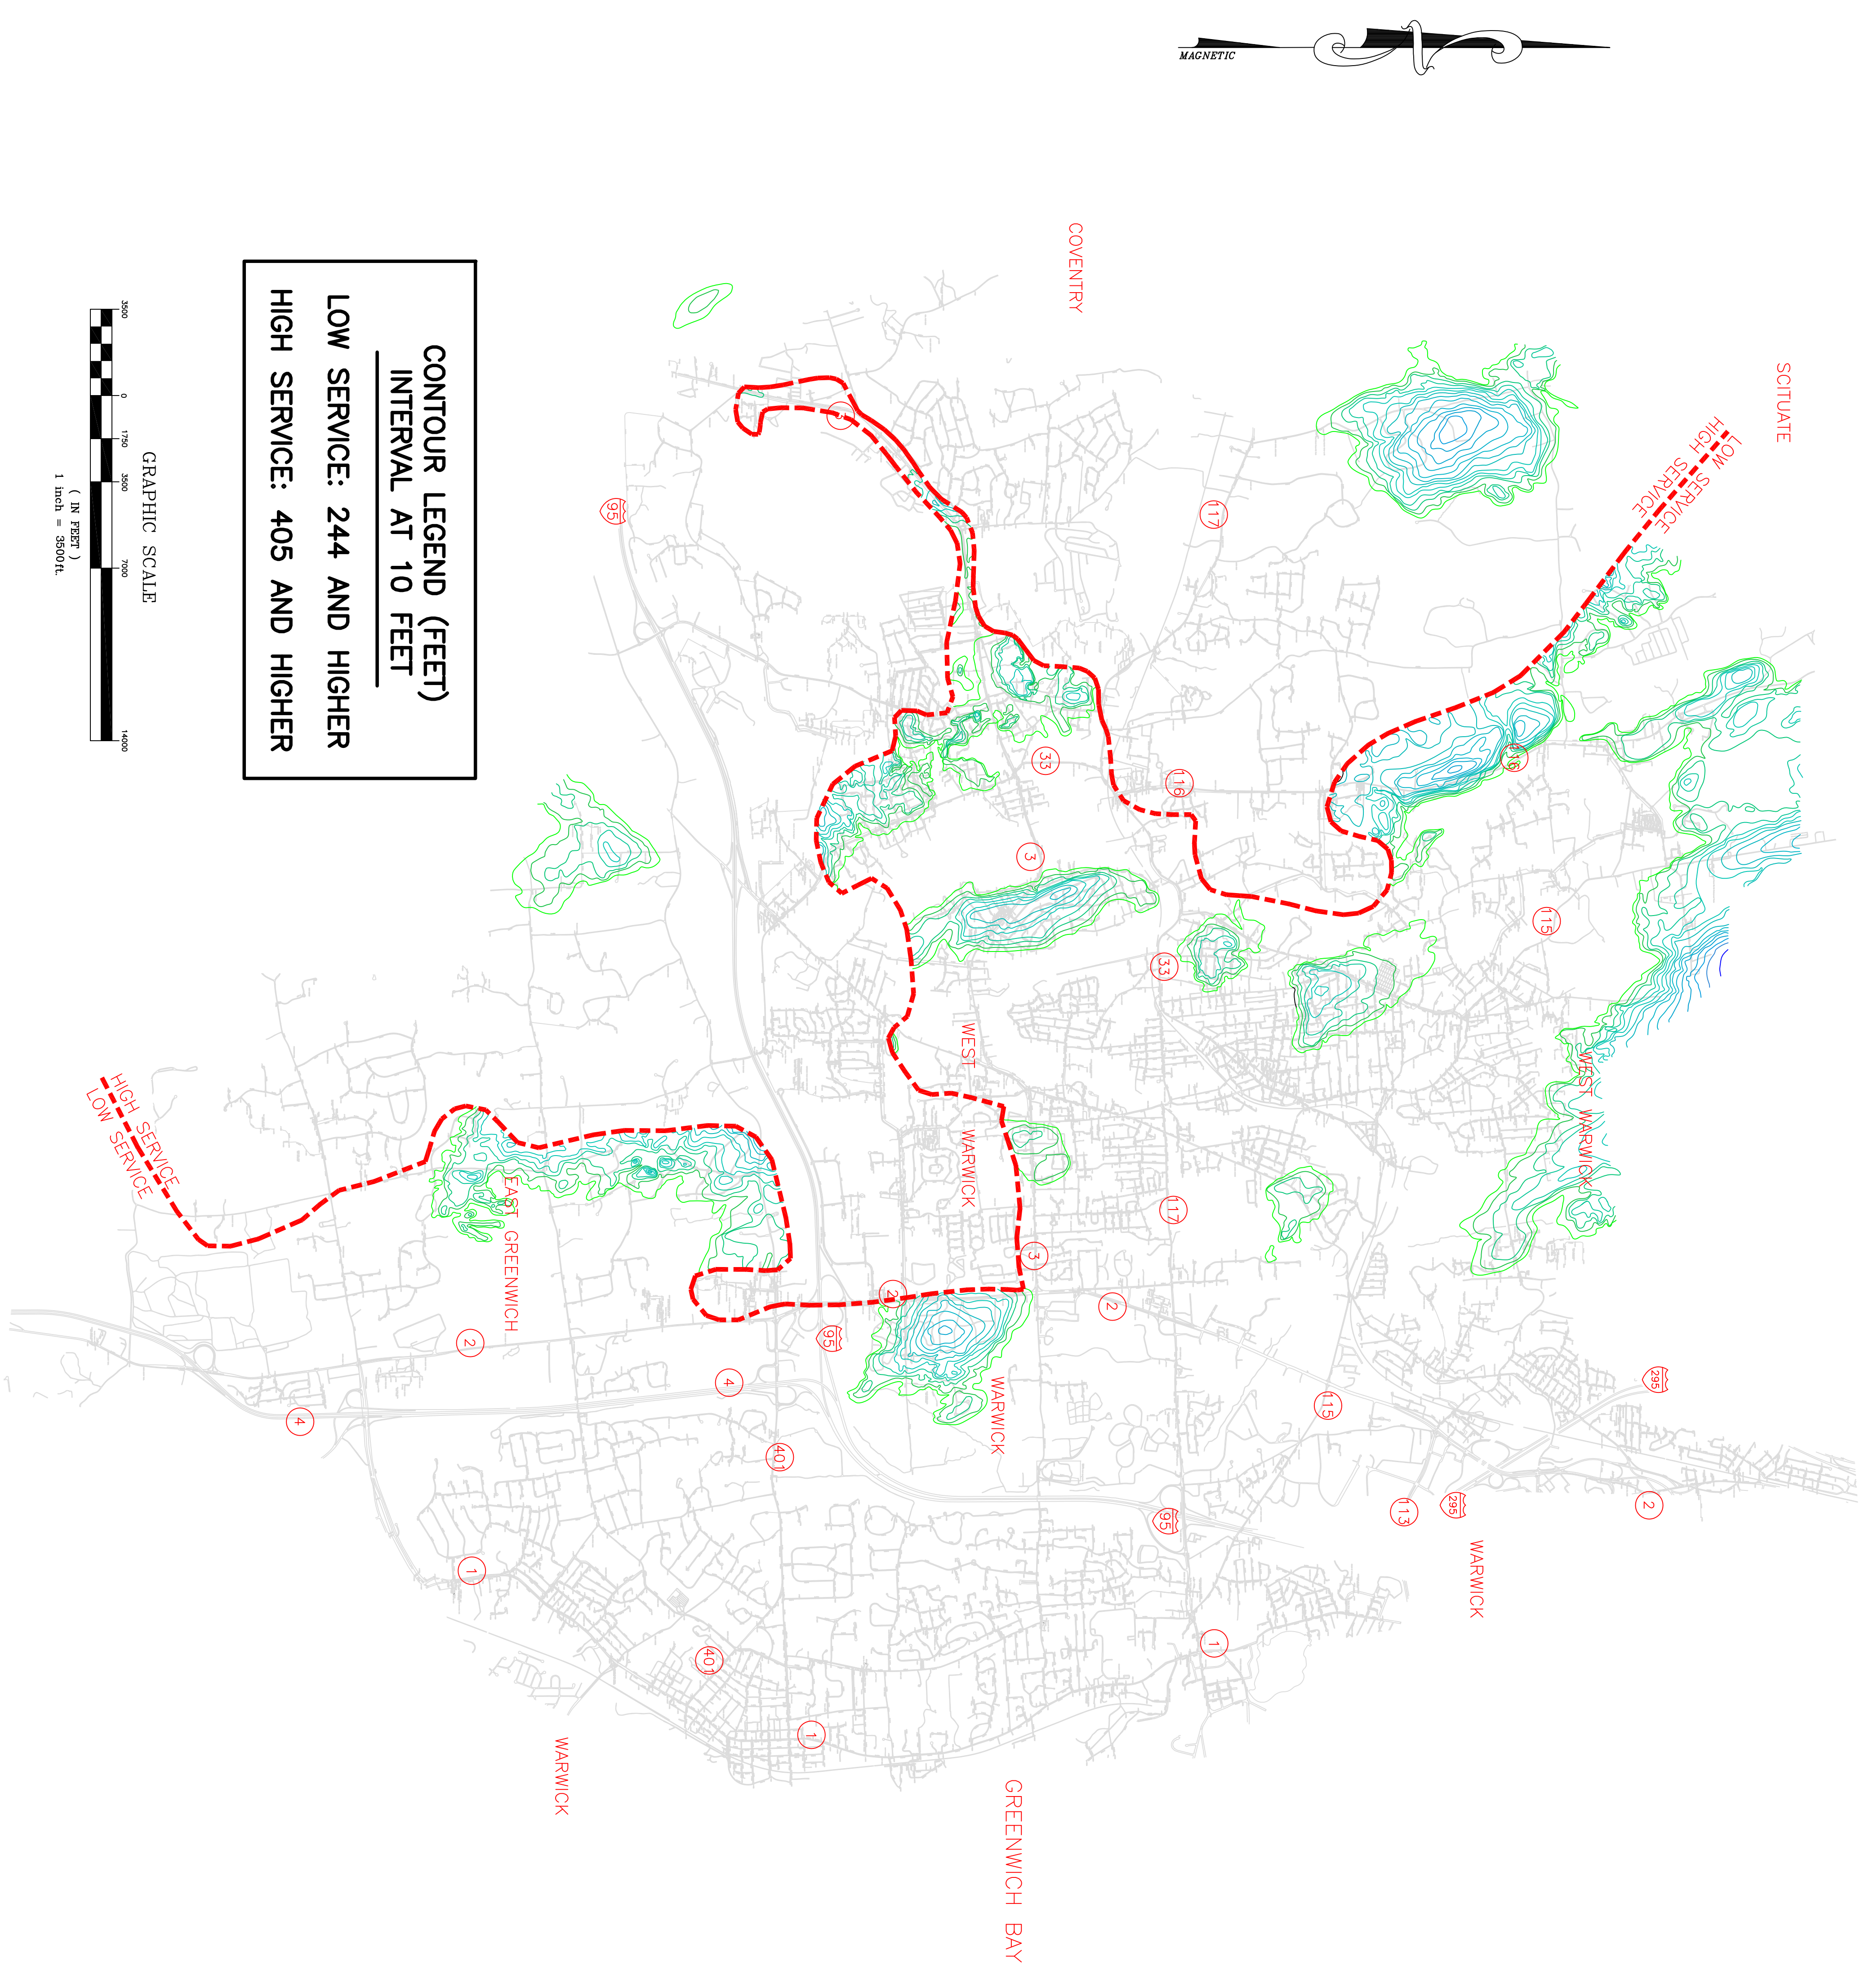 MAGNETIC
SCITUATE
COVENTRY
LOW SERVICE
HIGH SERVICE
CONTOUR LEGEND (FEET)
INTERVAL AT 10 FEET
LOW SERVICE: 244 AND HIGHER
HIGH SERVICE: 405 AND HIGHER
GRAPHIC SCALE
3500 0 1750 3500 7000 14000
( IN FEET )
1 inch = 3500 ft.
3
95
117
33
116
116
3
115
33
WEST
WARWICK
WEST WARWICK
HIGH SERVICE
LOW SERVICE
EAST GREENWICH
117
3
2
2
95
2
4
4
WARWICK
115
295
401
113
295
2
95
WARWICK
1
1
401
1
WARWICK
GREENWICH BAY